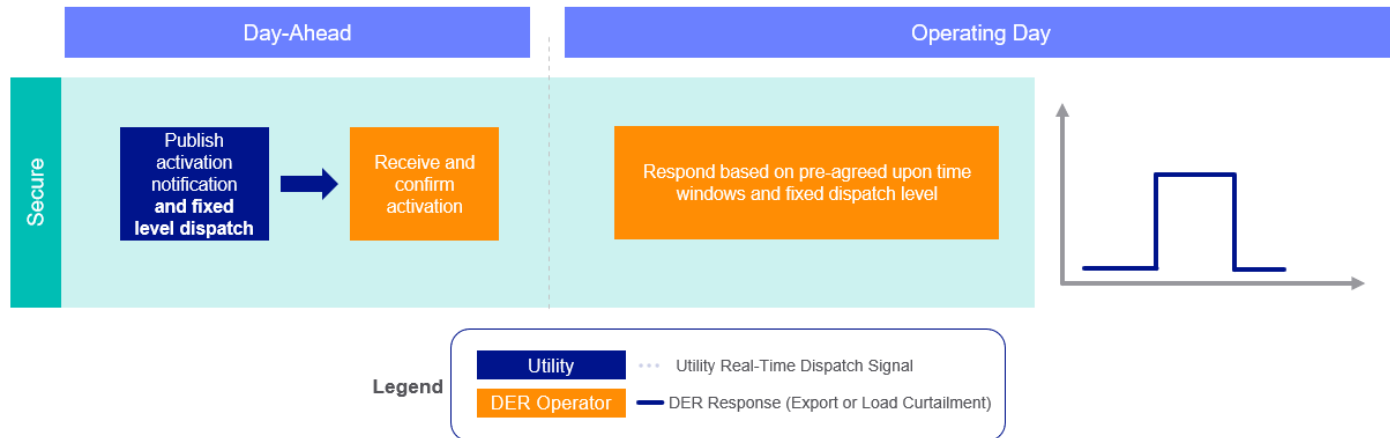 Day-Ahead
Operating Day
Secure
Publish
activation
notification
and fixed
level dispatch
Receive and
confirm
activation
Respond based on pre-agreed upon time
windows and fixed dispatch level
Legend
Utility
Utility Real-Time Dispatch Signal
DER Operator
DER Response (Export or Load Curtailment)